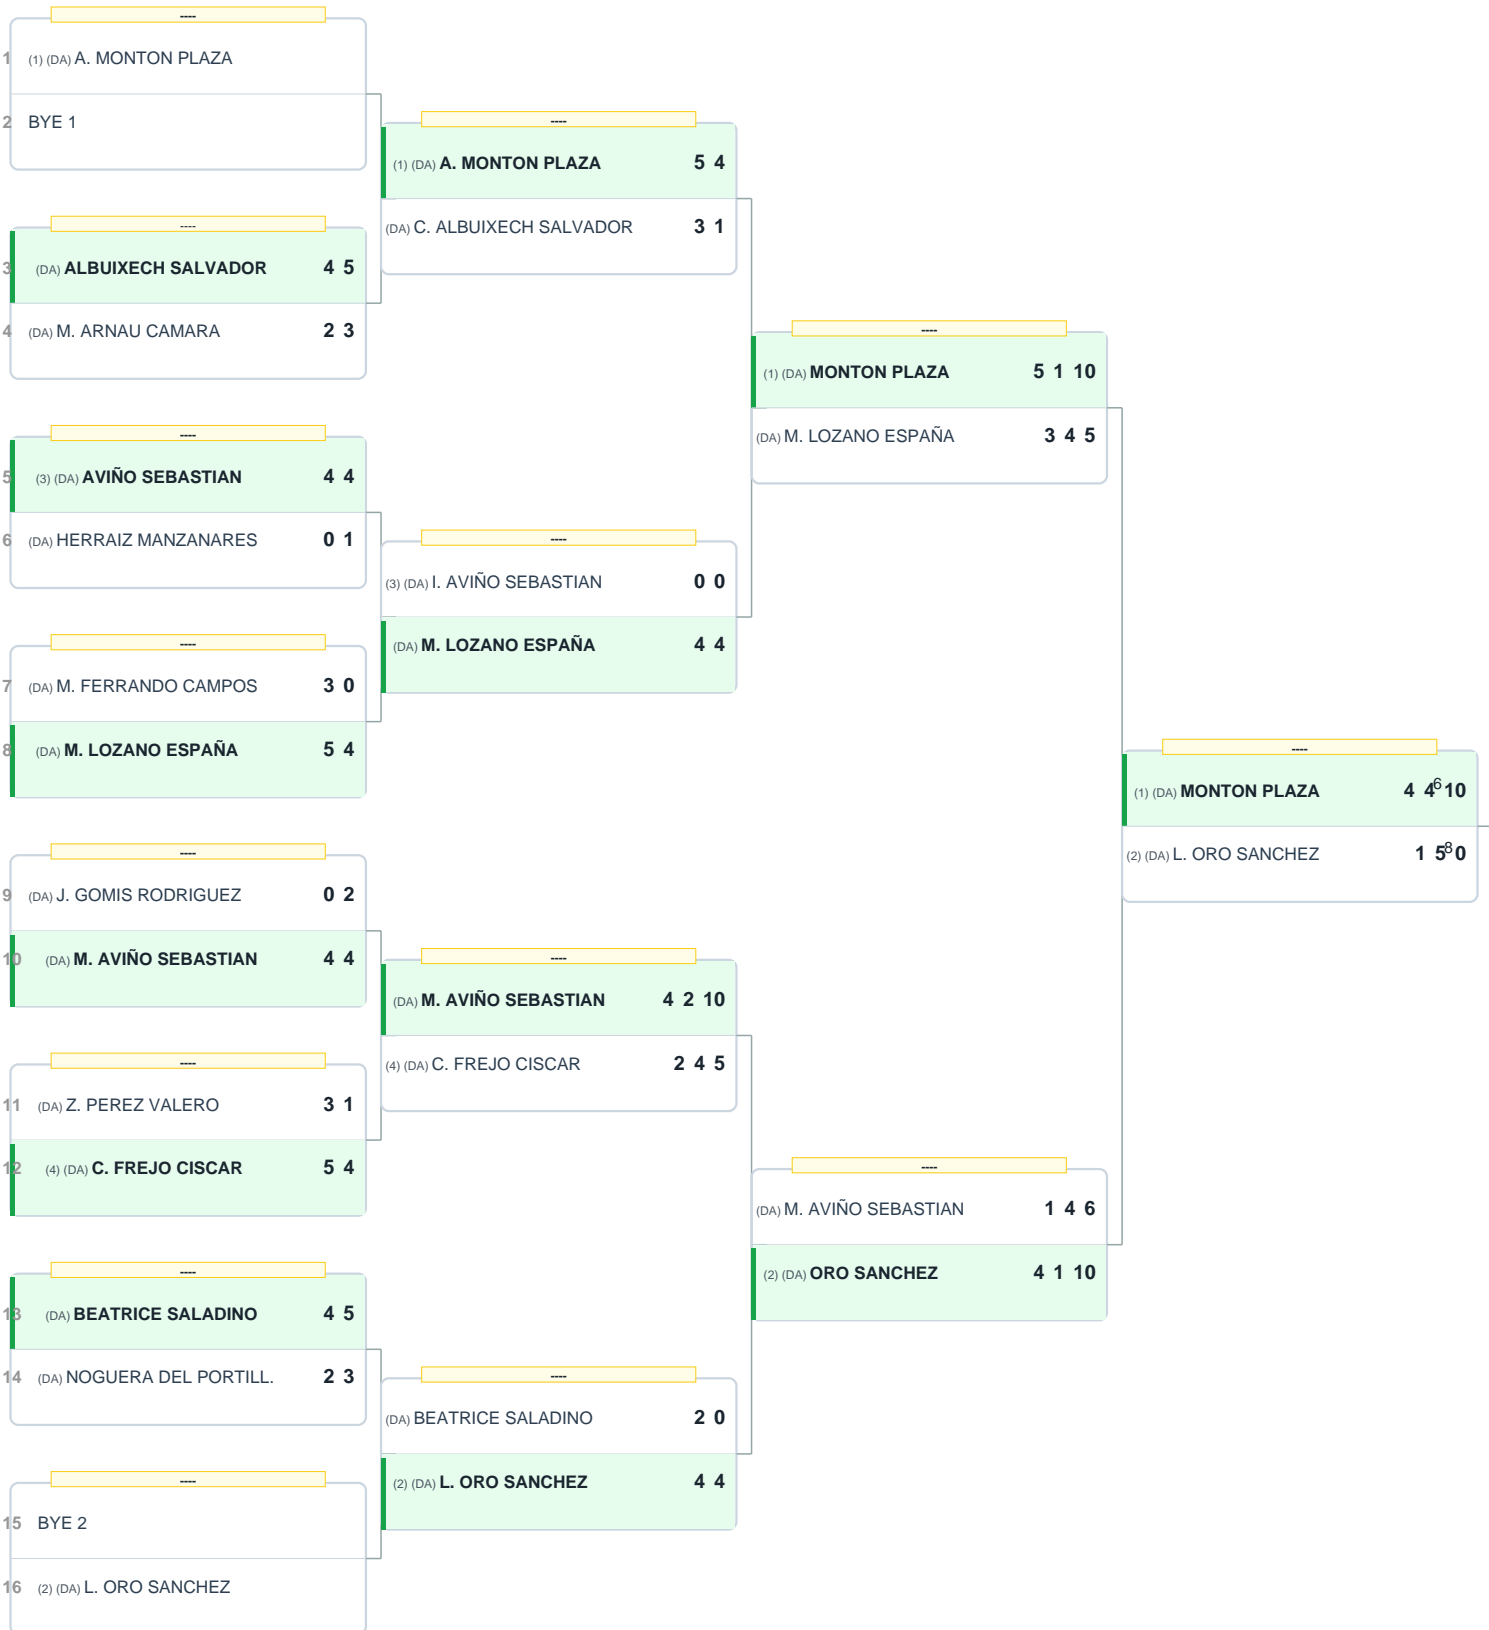 ----
1 (1) (DA) A. MONTON PLAZA
2 BYE 1
----
3 (DA) ALBUIXECH SALVADOR 4 5
4 (DA) M. ARNAU CAMARA 2 3
----
5 (3) (DA) AVIÑO SEBASTIAN 4 4
6 (DA) HERRAIZ MANZANARES 0 1
----
7 (DA) M. FERRANDO CAMPOS 3 0
8 (DA) M. LOZANO ESPAÑA 5 4
----
9 (DA) J. GOMIS RODRIGUEZ 0 2
10 (DA) M. AVIÑO SEBASTIAN 4 4
----
11 (DA) Z. PEREZ VALERO 3 1
12 (4) (DA) C. FREJO CISCAR 5 4
----
13 (DA) BEATRICE SALADINO 4 5
14 (DA) NOGUERA DEL PORTILL. 2 3
----
15 BYE 2
16 (2) (DA) L. ORO SANCHEZ
----
(1) (DA) A. MONTON PLAZA 5 4
(DA) C. ALBUIXECH SALVADOR 3 1
----
(3) (DA) I. AVIÑO SEBASTIAN 0 0
(DA) M. LOZANO ESPAÑA 4 4
----
(DA) M. AVIÑO SEBASTIAN 4 2 10
(4) (DA) C. FREJO CISCAR 2 4 5
----
(DA) BEATRICE SALADINO 2 0
(2) (DA) L. ORO SANCHEZ 4 4
----
(1) (DA) MONTON PLAZA 5 1 10
(DA) M. LOZANO ESPAÑA 3 4 5
----
(DA) M. AVIÑO SEBASTIAN 1 4 6
(2) (DA) ORO SANCHEZ 4 1 10
----
(1) (DA) MONTON PLAZA 4 4⁶ 10
(2) (DA) L. ORO SANCHEZ 1 5⁸ 0